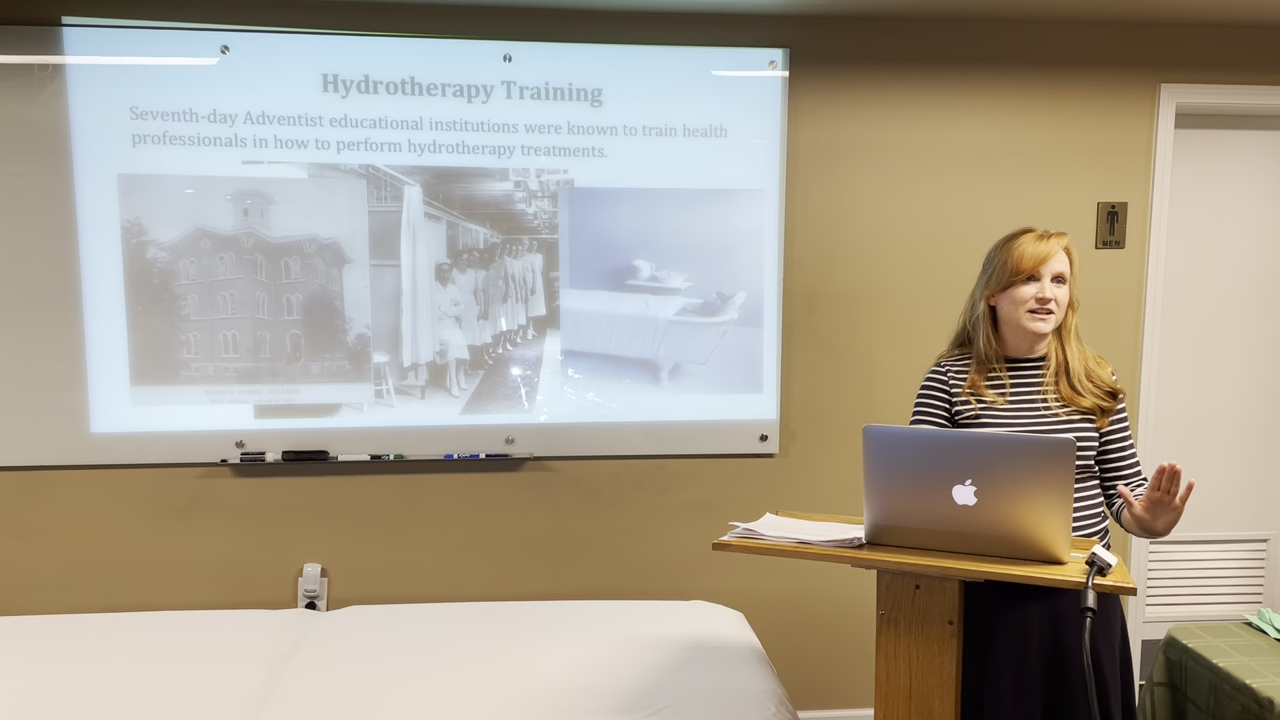 Hydrotherapy Training
Seventh-day Adventist educational institutions were known to train health
professionals in how to perform hydrotherapy treatments.
MEN